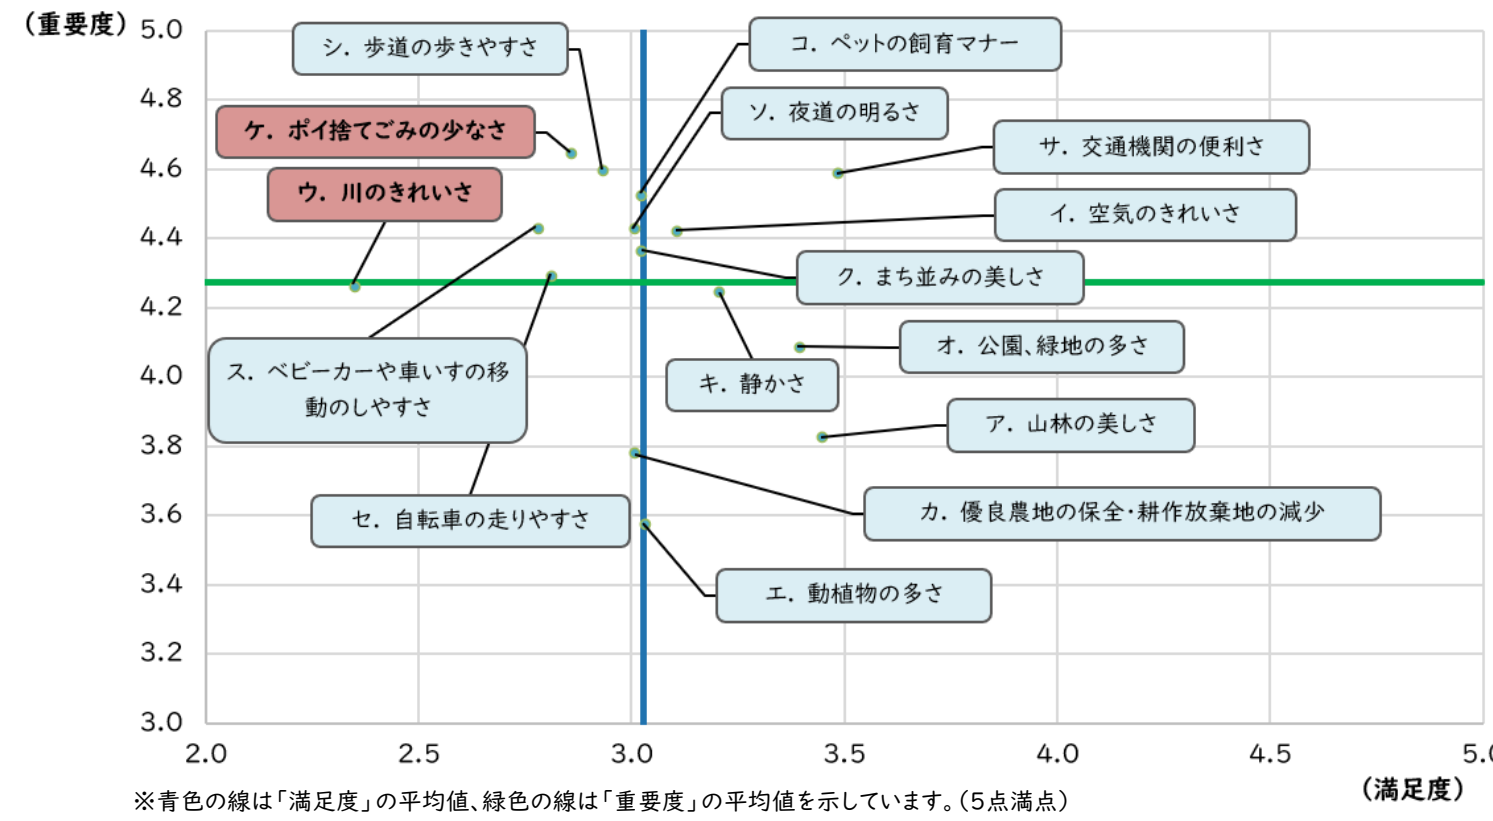 （重要度）
5.0
4.8
4.6
4.4
4.2
4.0
3.8
3.6
3.4
3.2
3.0
シ．歩道の歩きやすさ
コ．ペットの飼育マナー
ケ．ポイ捨てごみの少なさ
ソ．夜道の明るさ
サ．交通機関の便利さ
ウ．川のきれいさ
イ．空気のきれいさ
ク．まち並みの美しさ
オ．公園、緑地の多さ
ス．ベビーカーや車いすの移
動のしやすさ
キ．静かさ
ア．山林の美しさ
セ．自転車の走りやすさ
カ．優良農地の保全・耕作放棄地の減少
エ．動植物の多さ
2.0
2.5
3.0
3.5
4.0
4.5
5.0
（満足度）
※青色の線は「満足度」の平均値、緑色の線は「重要度」の平均値を示しています。（5点満点）